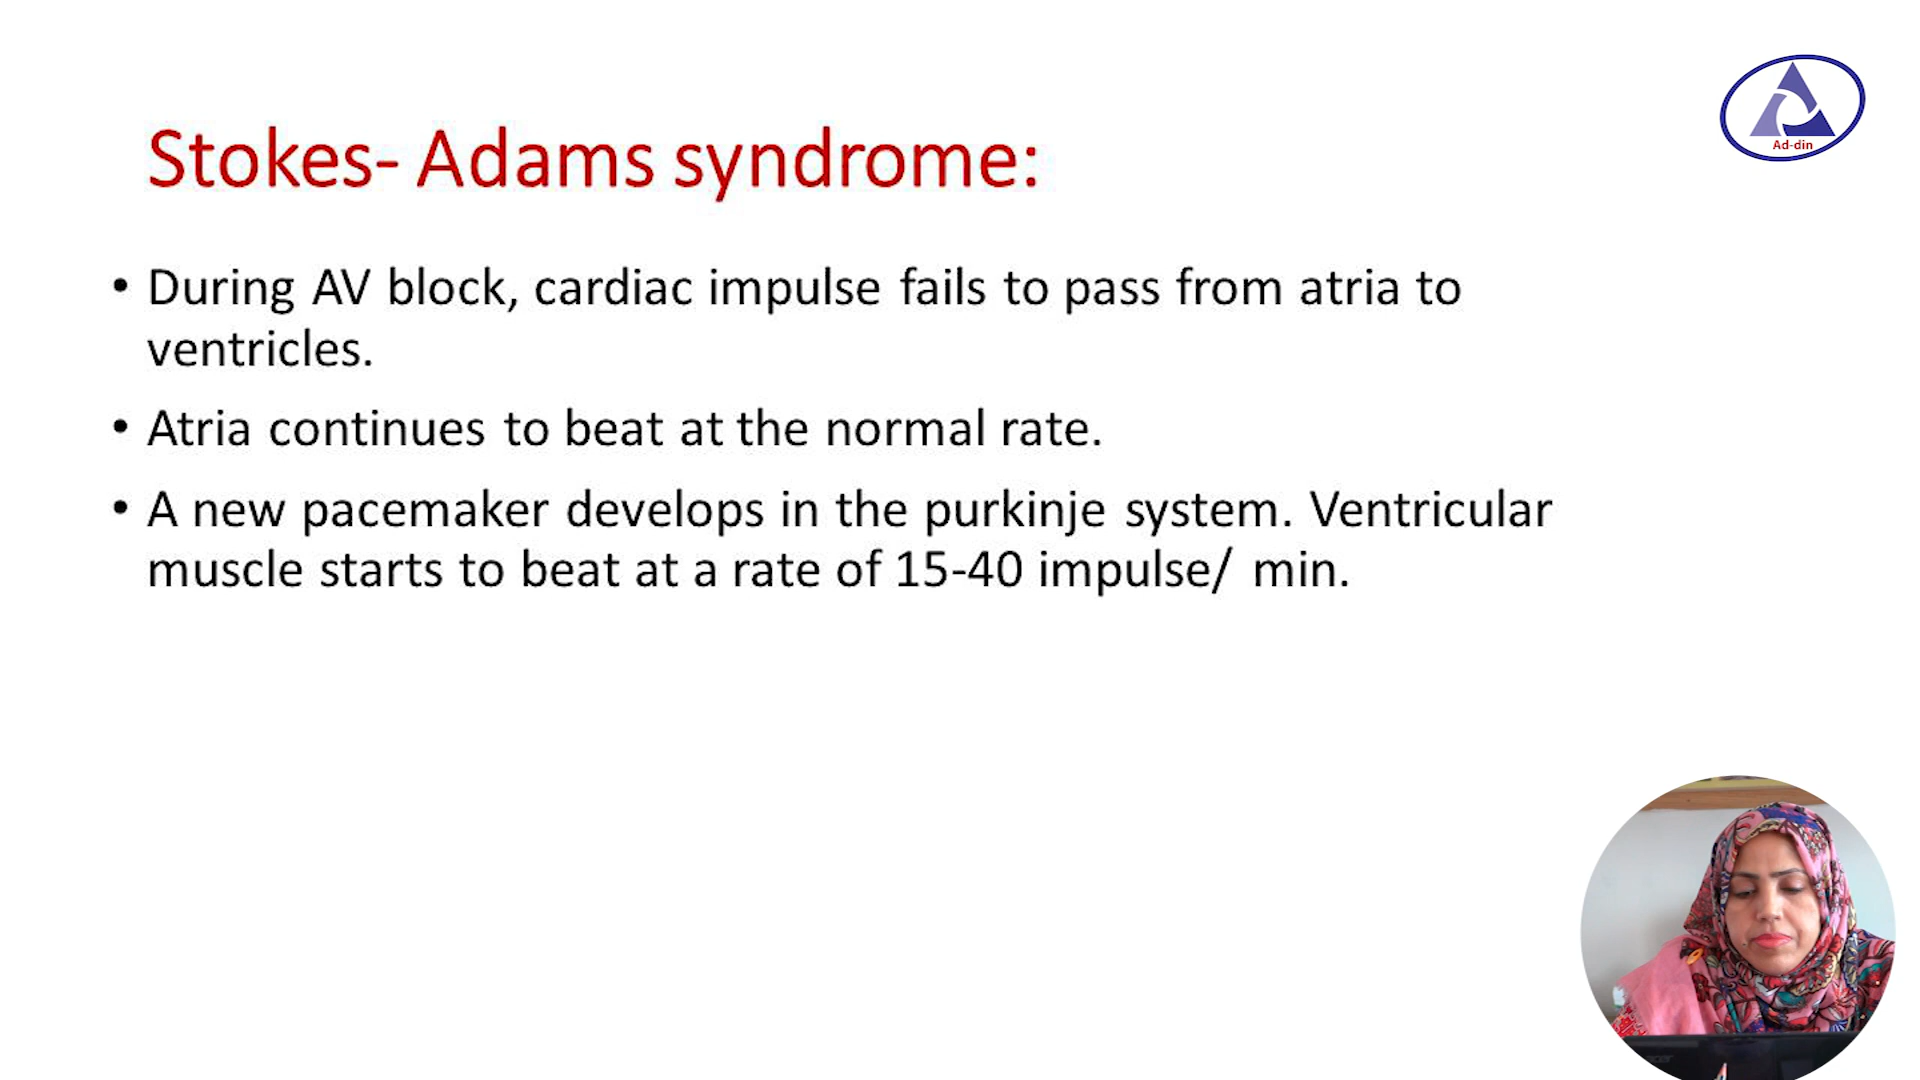 Ad-din
Stokes- Adams syndrome:
• During AV block, cardiac impulse fails to pass from atria to
ventricles.
• Atria continues to beat at the normal rate.
• A new pacemaker develops in the purkinje system. Ventricular
muscle starts to beat at a rate of 15-40 impulse/ min.